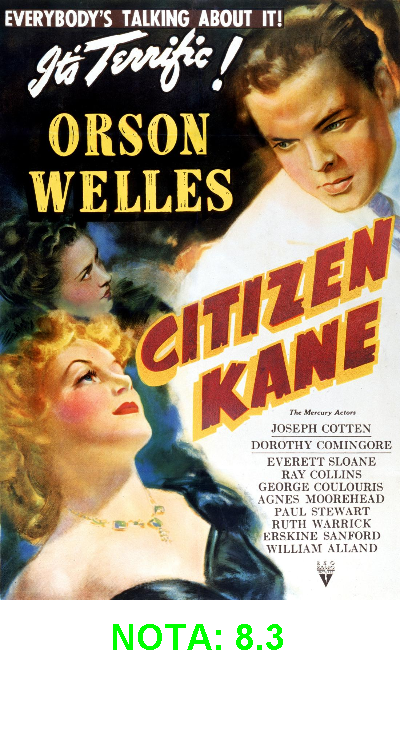 EVERYBODY'S TALKING ABOUT IT!
It's Terrific!
ORSON
WELLES
CITIZEN
KANE
The Mercury Actors
JOSEPH COTTEN
DOROTHY COMINGORE
EVERETT SLOANE
RAY COLLINS
GEORGE COULOURIS
AGNES MOOREHEAD
PAUL STEWART
RUTH WARRICK
ERSKINE SANFORD
WILLIAM ALLAND
NOTA: 8.3